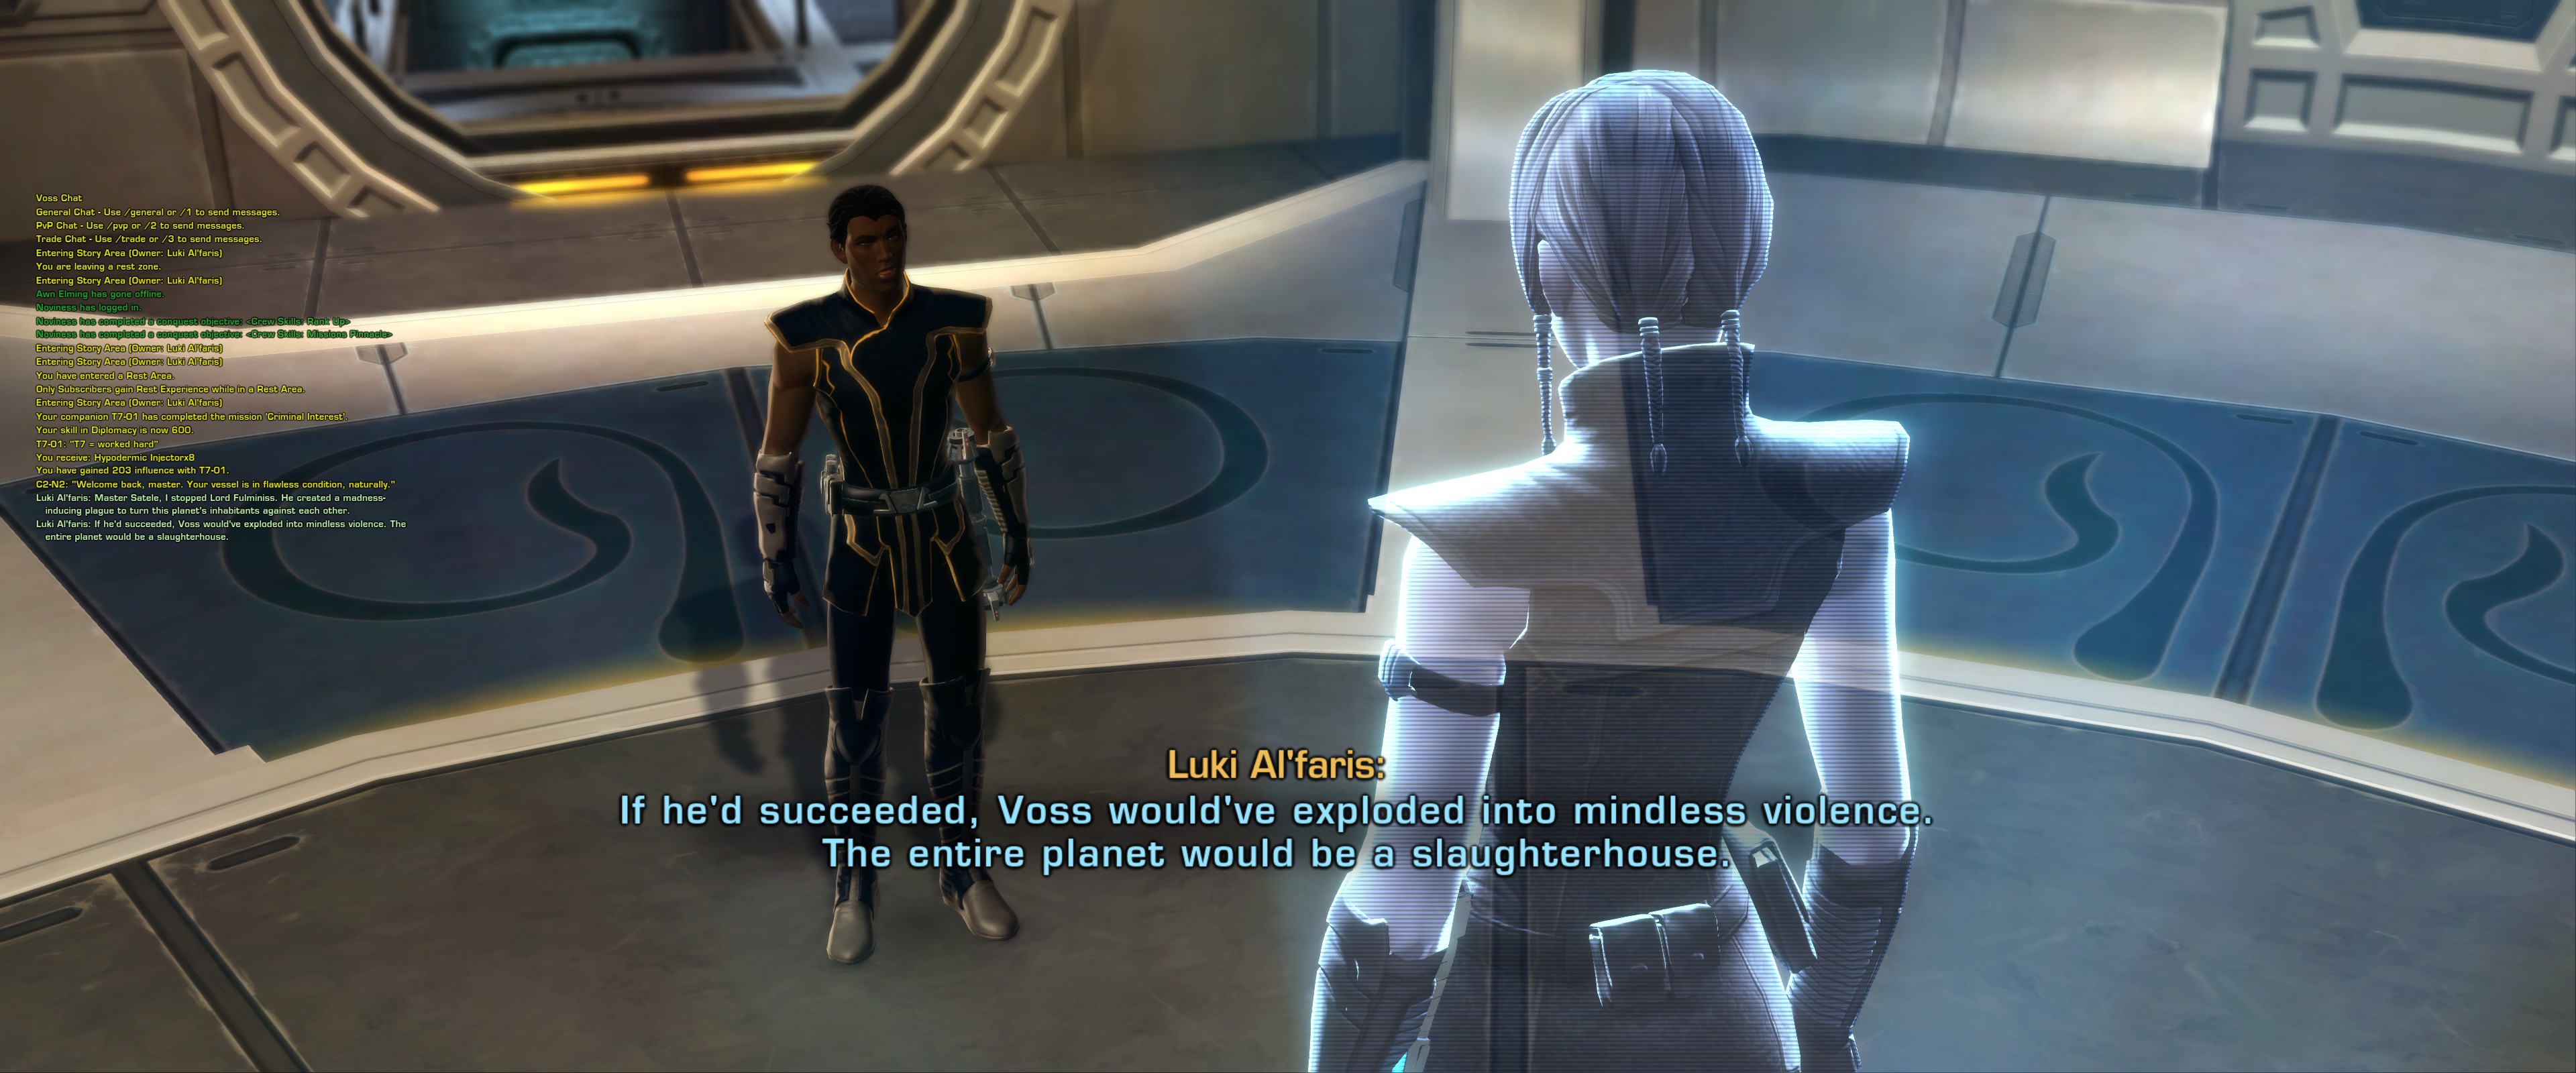 Voss Chat
General Chat - Use /general or /1 to send messages.
PvP Chat - Use /pvp or /2 to send messages.
Trade Chat - Use /trade or /3 to send messages.
Entering Story Area (Owner: Luki Al'faris)
You are leaving a rest zone.
Entering Story Area (Owner: Luki Al'faris)
Awn Elming has gone offline.
Noviness has logged in.
Noviness has completed a conquest objective: <Crew Skills: Rank Up>
Noviness has completed a conquest objective: <Crew Skills: Missions Pinnacle>
Entering Story Area (Owner: Luki Al'faris)
Entering Story Area (Owner: Luki Al'faris)
You have entered a Rest Area.
Only Subscribers gain Rest Experience while in a Rest Area.
Entering Story Area (Owner: Luki Al'faris)
Your companion T7-01 has completed the mission 'Criminal Interest'.
Your skill in Diplomacy is now 600.
T7-01: "T7 = worked hard"
You receive: Hypodermic Injectorx8
You have gained 203 influence with T7-01.
C2-N2: "Welcome back, master. Your vessel is in flawless condition, naturally."
Luki Al'faris: Master Satele, I stopped Lord Fulminiss. He created a madness-
inducing plague to turn this planet's inhabitants against each other.
Luki Al'faris: If he'd succeeded, Voss would've exploded into mindless violence. The
entire planet would be a slaughterhouse.
Luki Al'faris:
If he'd succeeded, Voss would've exploded into mindless violence.
The entire planet would be a slaughterhouse.